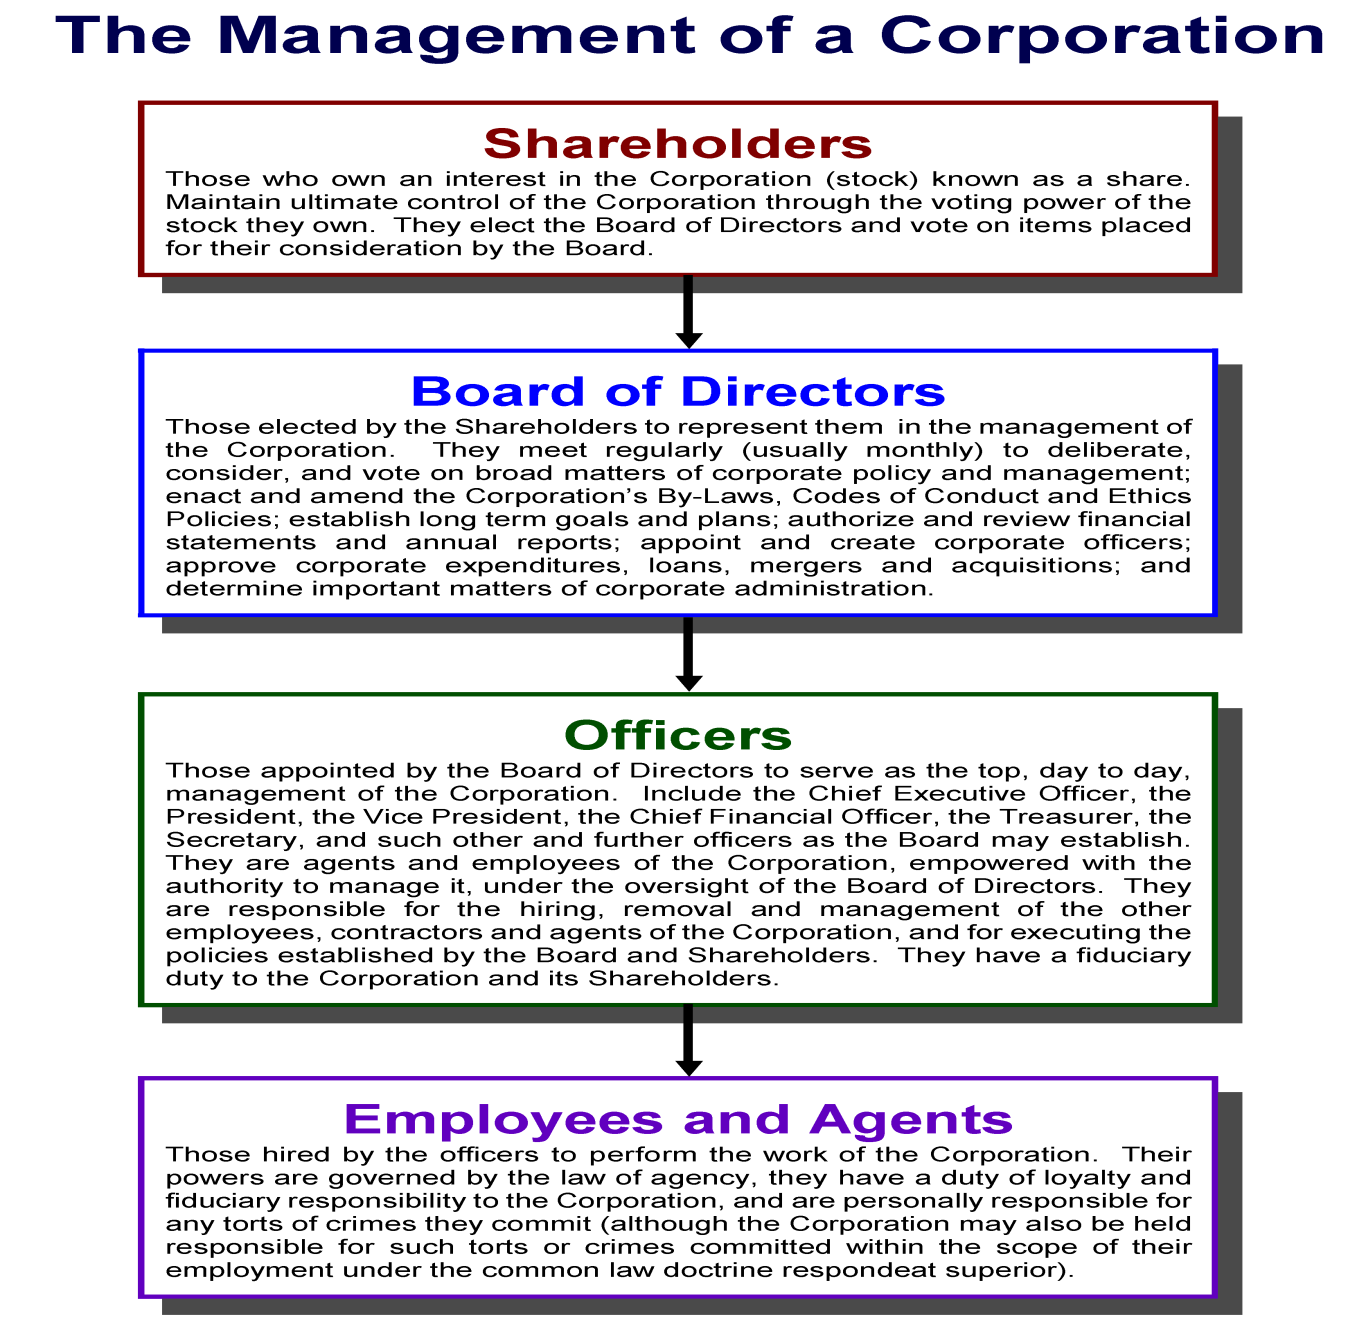 The Management of a Corporation
Shareholders
Those who own an interest in the Corporation (stock) known as a share.
Maintain ultimate control of the Corporation through the voting power of the
stock they own.  They elect the Board of Directors and vote on items placed
for their consideration by the Board.
Board of Directors
Those elected by the Shareholders to represent them  in the management of
the Corporation.  They meet regularly (usually monthly) to deliberate,
consider, and vote on broad matters of corporate policy and management;
enact and amend the Corporation's By-Laws, Codes of Conduct and Ethics
Policies; establish long term goals and plans; authorize and review financial
statements and annual reports; appoint and create corporate officers;
approve corporate expenditures, loans, mergers and acquisitions; and
determine important matters of corporate administration.
Officers
Those appointed by the Board of Directors to serve as the top, day to day,
management of the Corporation.  Include the Chief Executive Officer, the
President, the Vice President, the Chief Financial Officer, the Treasurer, the
Secretary, and such other and further officers as the Board may establish.
They are agents and employees of the Corporation, empowered with the
authority to manage it, under the oversight of the Board of Directors.  They
are responsible for the hiring, removal and management of the other
employees, contractors and agents of the Corporation, and for executing the
policies established by the Board and Shareholders.  They have a fiduciary
duty to the Corporation and its Shareholders.
Employees and Agents
Those hired by the officers to perform the work of the Corporation.  Their
powers are governed by the law of agency, they have a duty of loyalty and
fiduciary responsibility to the Corporation, and are personally responsible for
any torts of crimes they commit (although the Corporation may also be held
responsible for such torts or crimes committed within the scope of their
employment under the common law doctrine respondeat superior).